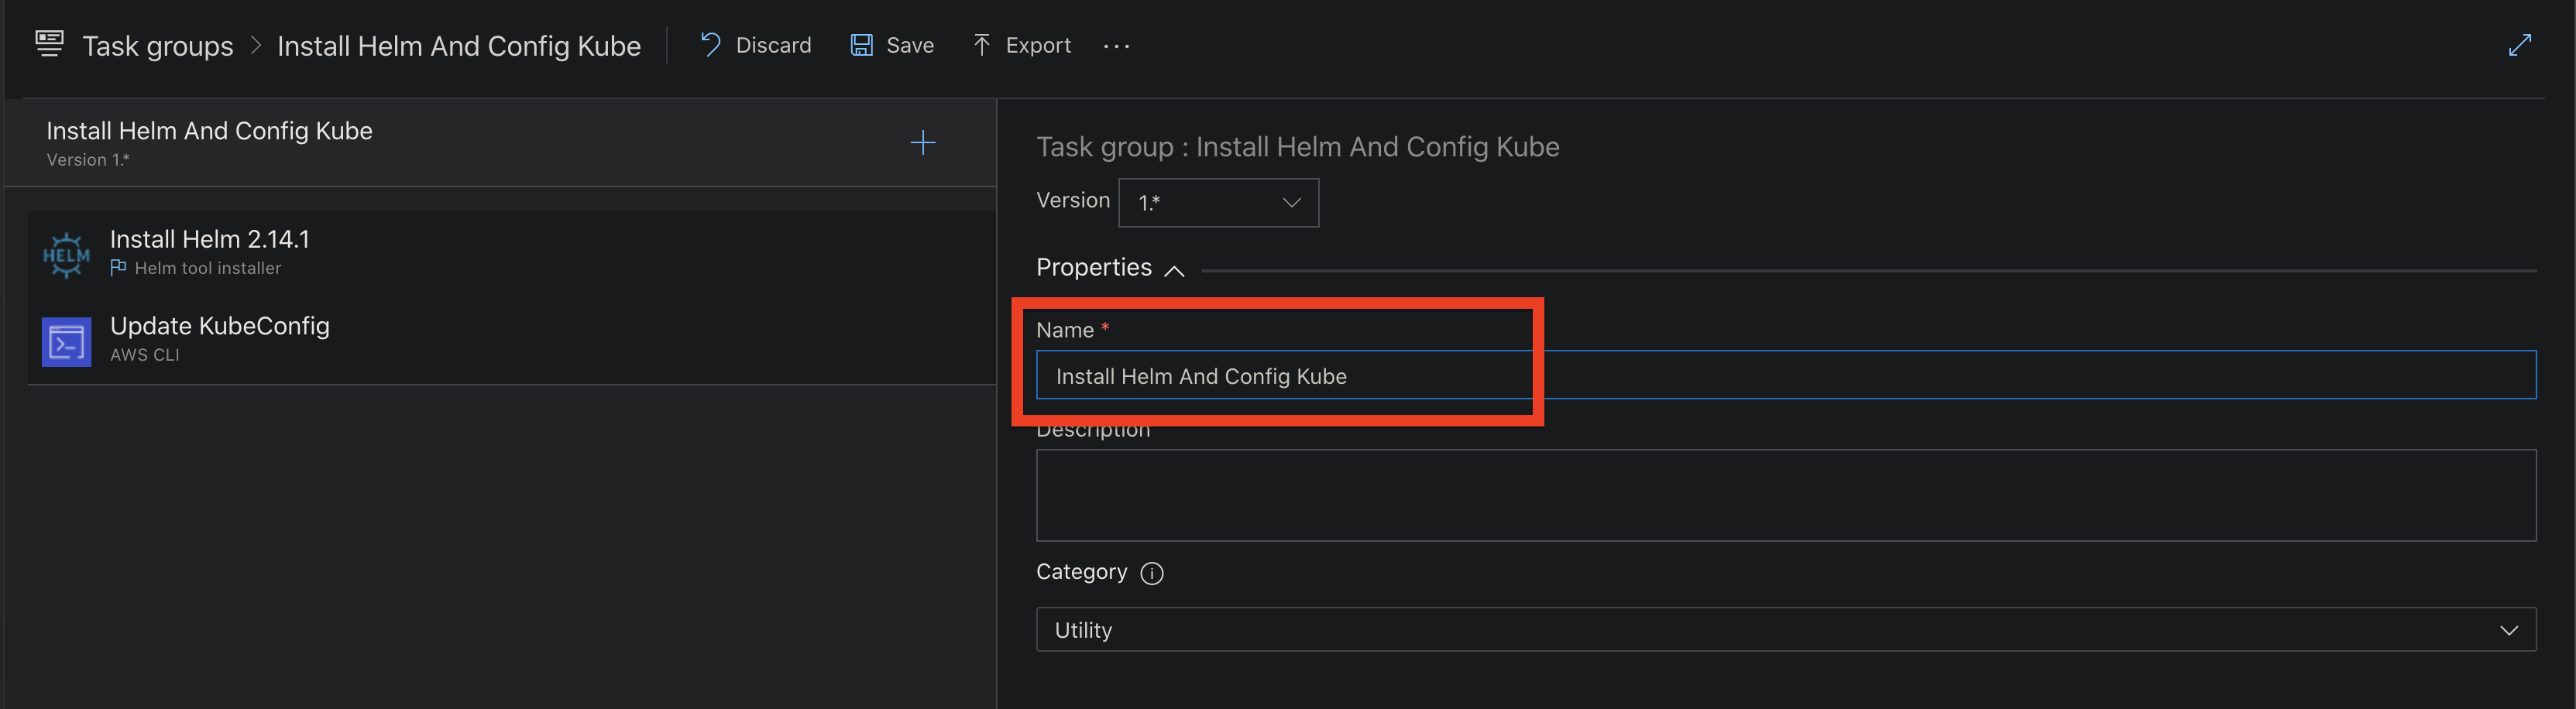 Task groups > Install Helm And Config Kube Discard Save Export ...
Install Helm And Config Kube
Version 1.*
HELM
Install Helm 2.14.1
Helm tool installer
Update KubeConfig
AWS CLI
Task group : Install Helm And Config Kube
Version 1.*
Properties
Name *
Install Helm And Config Kube
Description
Category
Utility